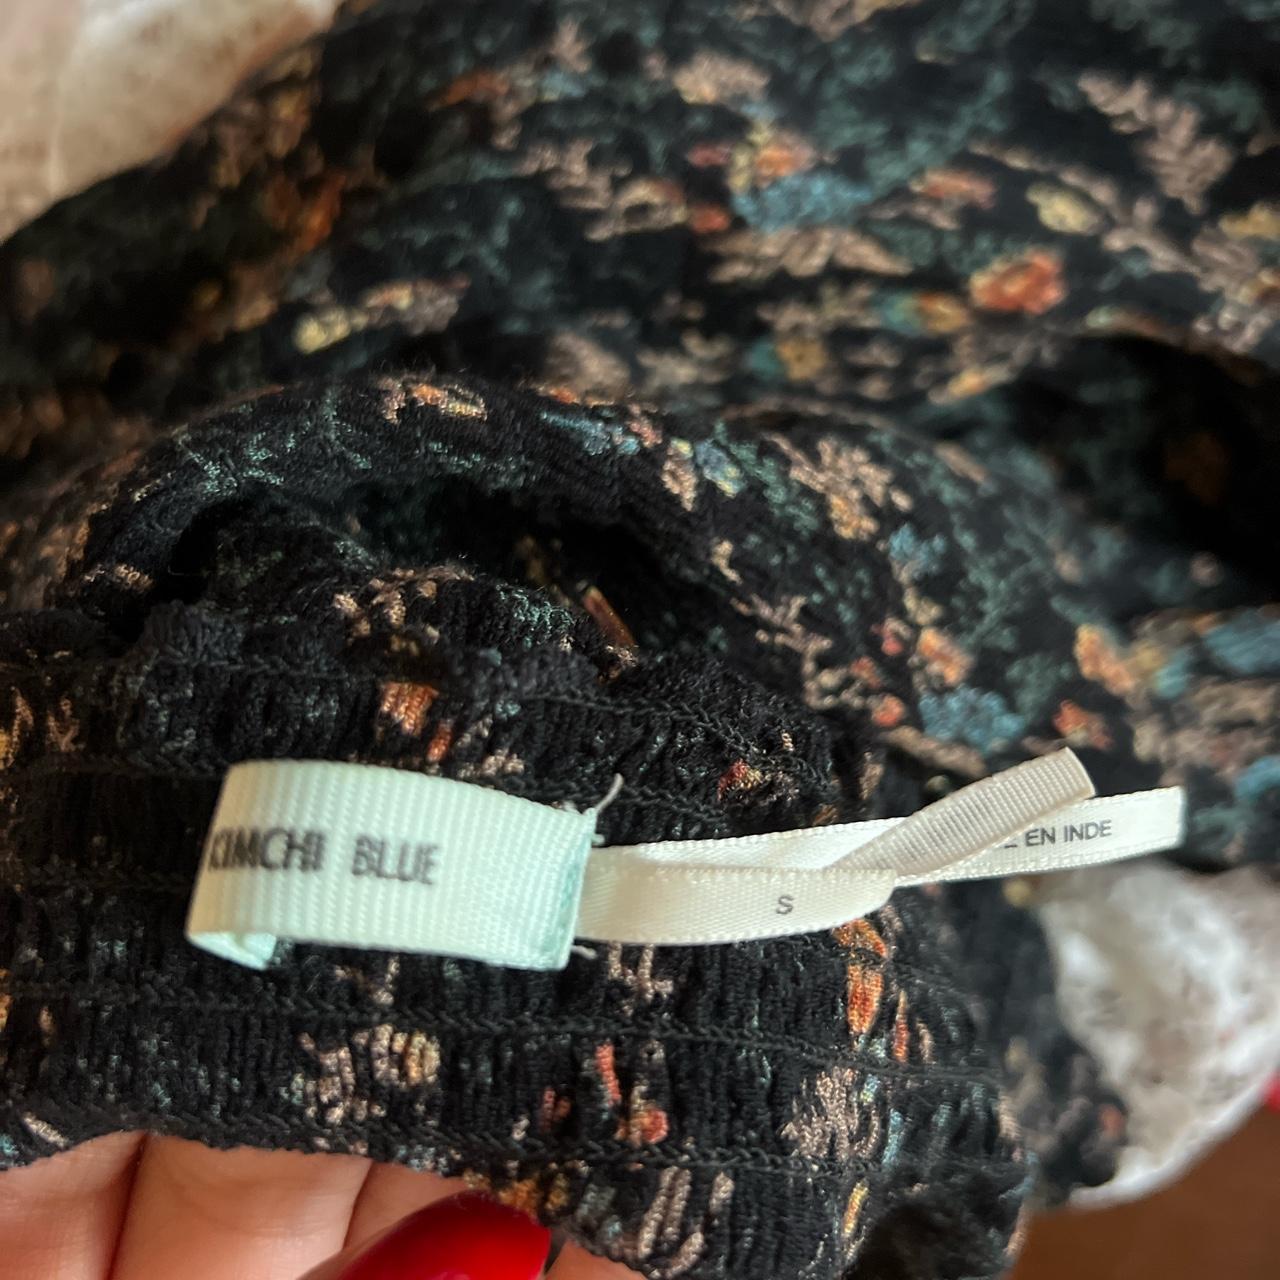 KIMCHI BLUE
S
EN INDE